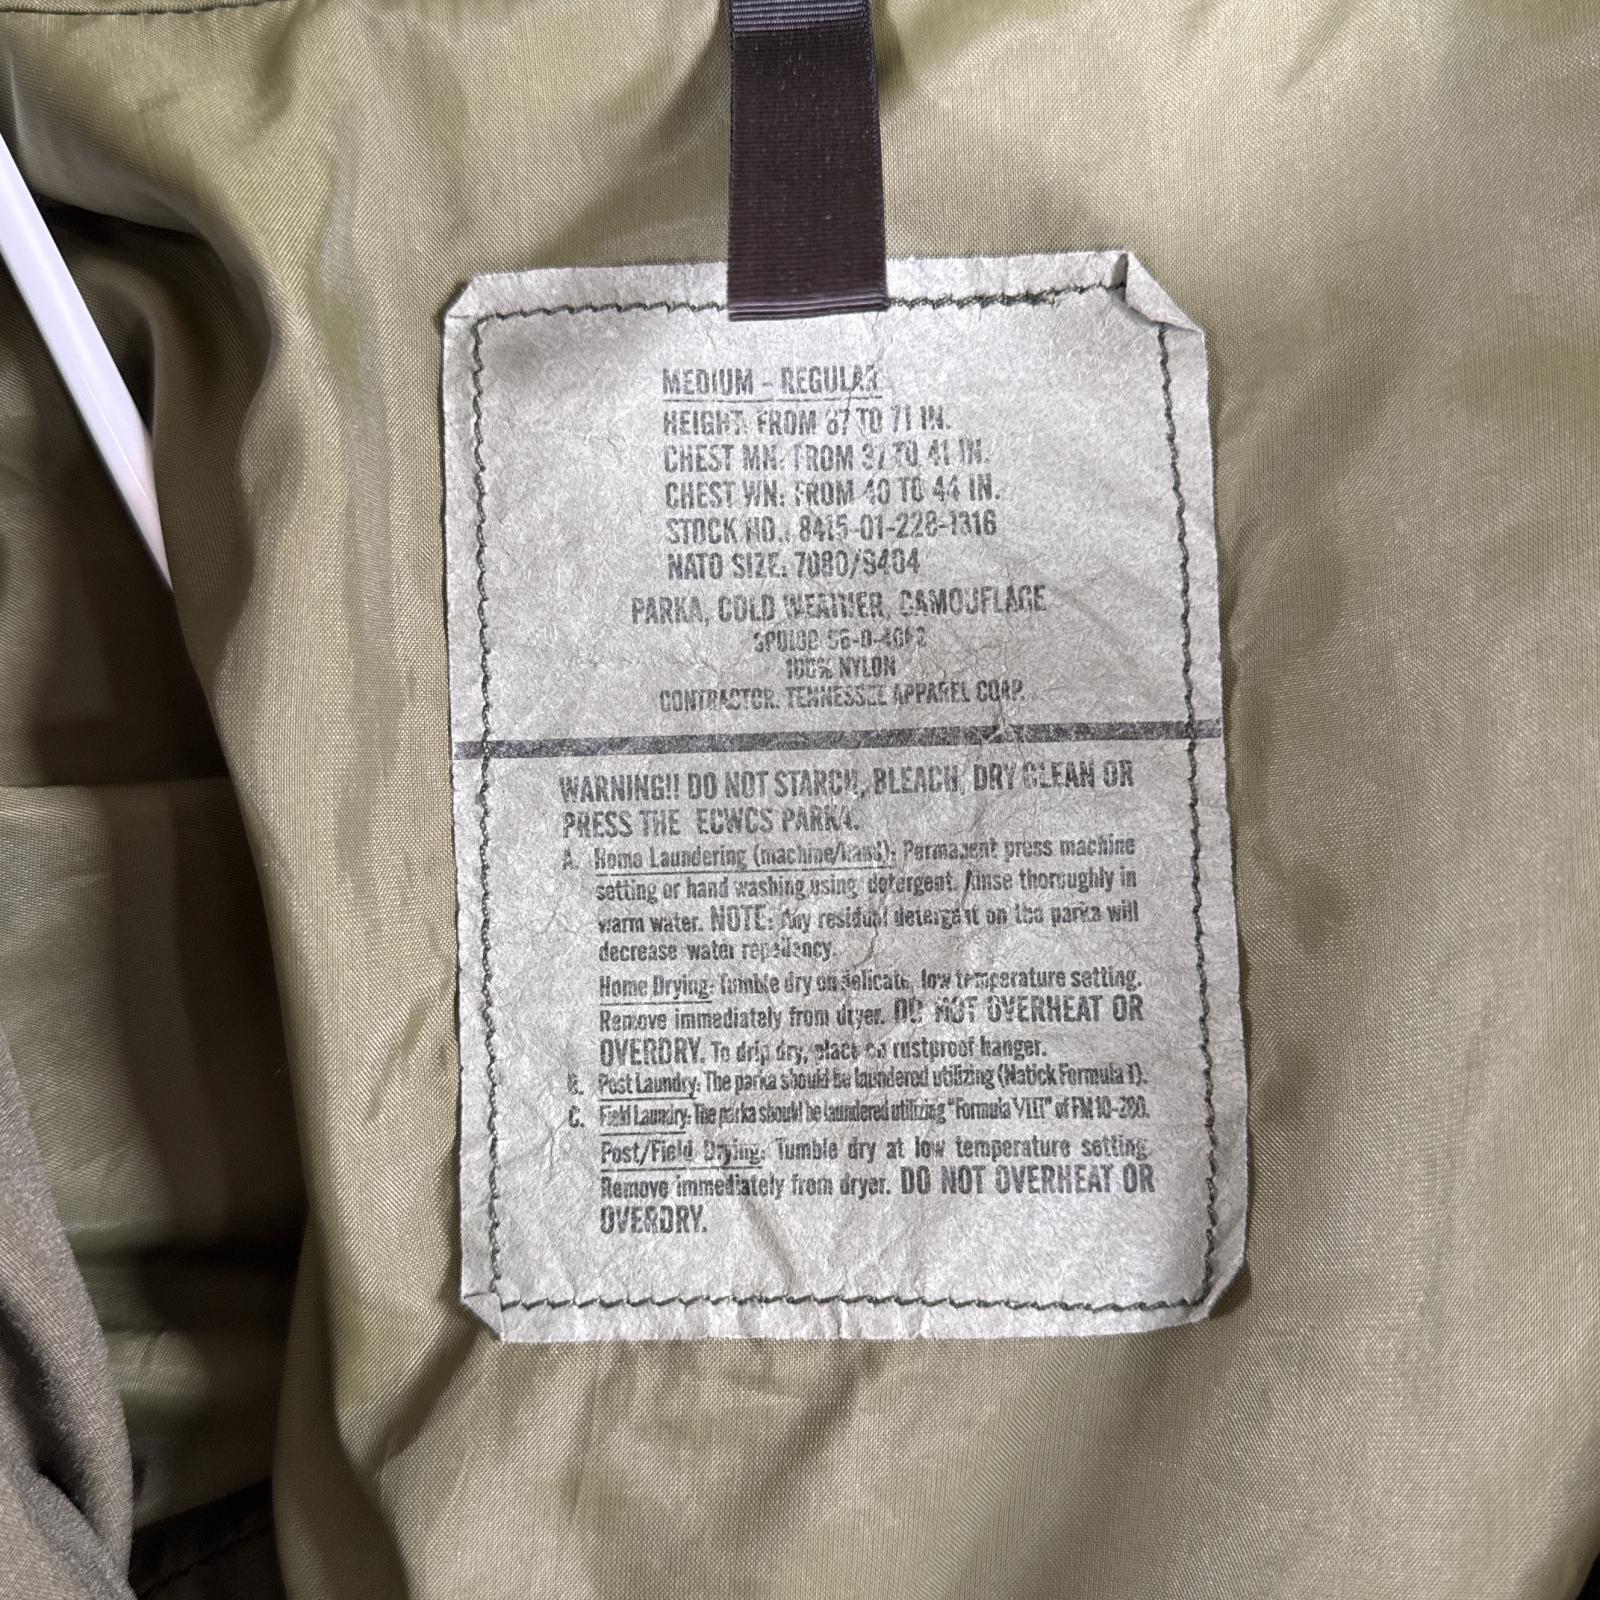 MEDIUM - REGULAR
HEIGHT: FROM 67 TO 71 IN.
CHEST MN: FROM 37 TO 41 IN.
CHEST WN: FROM 40 TO 44 IN.
STOCK NO.: 8415-01-228-1316
NATO SIZE: 7080/9404
PARKA, COLD WEATHER, CAMOUFLAGE
100% NYLON
CONTRACTOR: TENNESSEE APPAREL CORP.
WARNING!! DO NOT STARCH, BLEACH, DRY CLEAN OR
PRESS THE ECWCS PARKA.
A. Home Laundering (machine/hand): Permanent press machine
setting or hand washing using detergent. Rinse thoroughly in
warm water. NOTE: Any residual detergent on the parka will
decrease water repellancy.
Home Drying: Tumble dry on delicate, low temperature setting.
Remove immediately from dryer. DO NOT OVERHEAT OR
OVERDRY. To drip dry, place on rustproof hanger.
B. Post Laundry: The parka should be laundered utilizing (Natick Formula I).
C. Field Laundry: The parka should be laundered utilizing "Formula VIII" of FM 10-280.
Post/Field Drying: Tumble dry at low temperature setting.
Remove immediately from dryer. DO NOT OVERHEAT OR
OVERDRY.